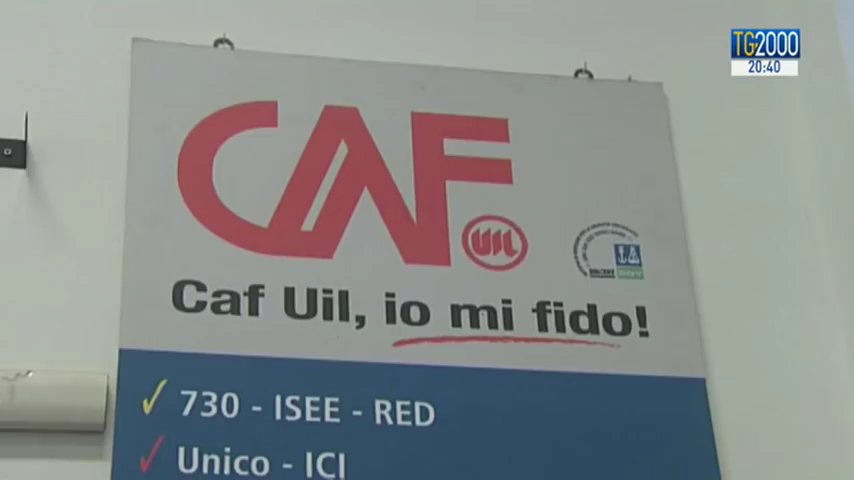 TG2000
20:40
CAF
UIL
Caf Uil, io mi fido!
730 - ISEE - RED
Unico - ICI